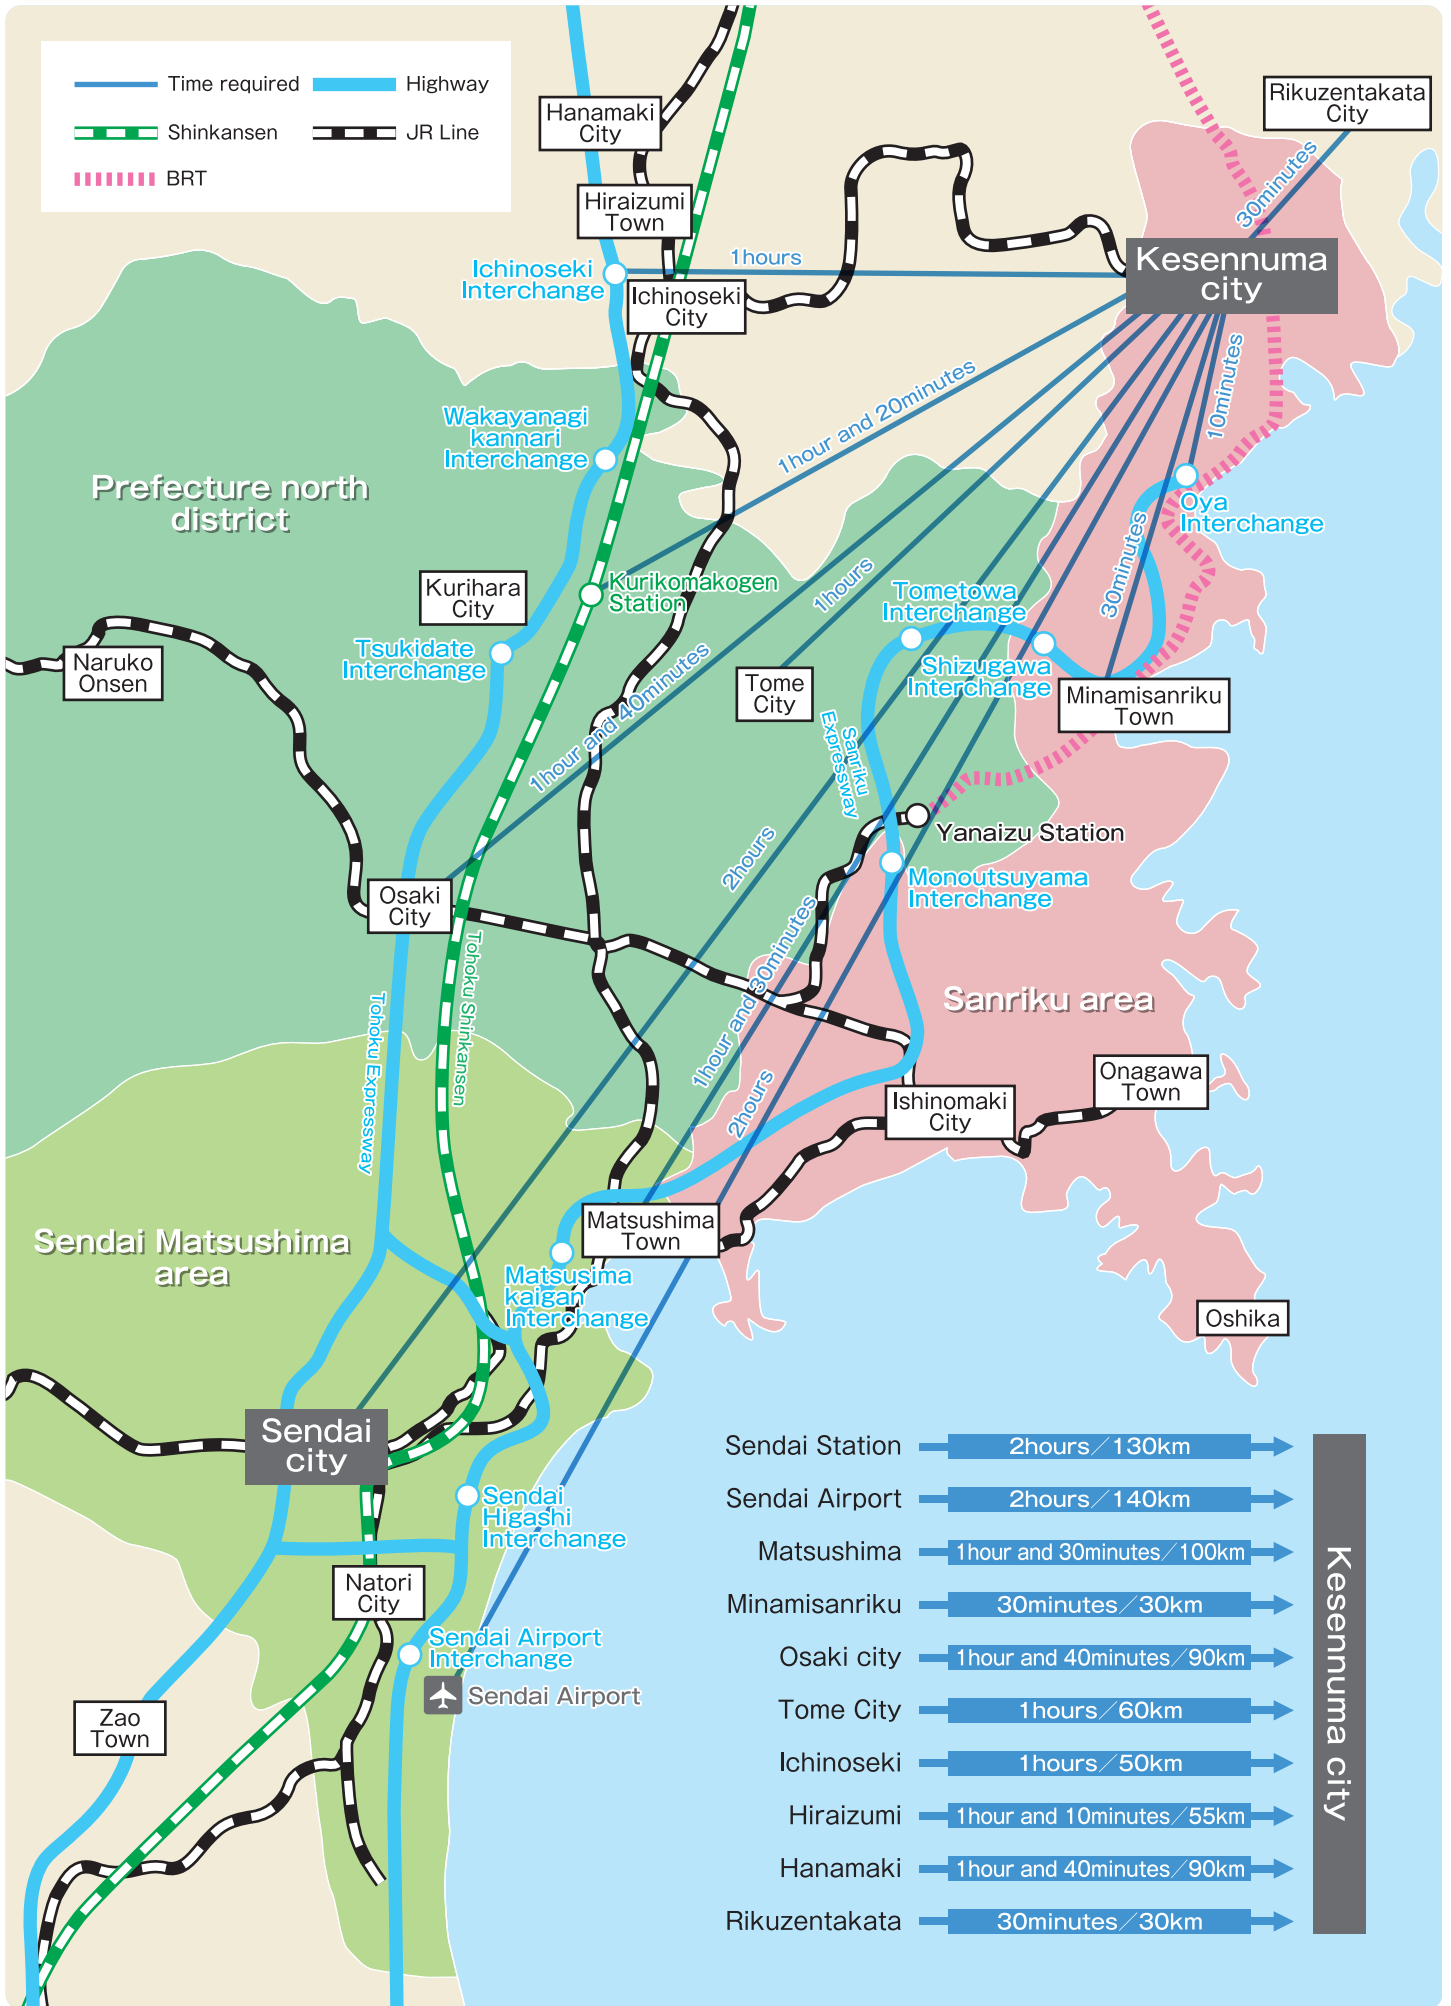 Time required
Highway
Shinkansen
JR Line
BRT
Rikuzentakata
City
Hanamaki
City
30minutes
Hiraizumi
Town
Kesennuma
city
1hours
Ichinoseki
Interchange
Ichinoseki
City
10minutes
1hour and 20minutes
Wakayanagi
kannari
Interchange
Prefecture north
district
Oya
Interchange
30minutes
Kurihara
City
Kurikomakogen
Station
1hours
Tometowa
Interchange
Tsukidate
Interchange
Naruko
Onsen
1hour and 40minutes
Tome
City
Shizugawa
Interchange
Minamisanriku
Town
Sanriku
Expressway
Yanaizu Station
2hours
Monoutsuyama
Interchange
Osaki
City
1hour and 30minutes
Tohoku Shinkansen
Tohoku Expressway
Sanriku area
2hours
Ishinomaki
City
Onagawa
Town
Matsushima
Town
Sendai Matsushima
area
Matsusima
kaigan
Interchange
Oshika
Sendai
city
Sendai
Higashi
Interchange
Natori
City
Sendai Airport
Interchange
Sendai Airport
Zao
Town
Sendai Station 2hours/130km
Sendai Airport 2hours/140km
Matsushima 1hour and 30minutes/100km
Minamisanriku 30minutes/30km
Osaki city 1hour and 40minutes/90km
Tome City 1hours/60km
Ichinoseki 1hours/50km
Hiraizumi 1hour and 10minutes/55km
Hanamaki 1hour and 40minutes/90km
Rikuzentakata 30minutes/30km
Kesennuma city